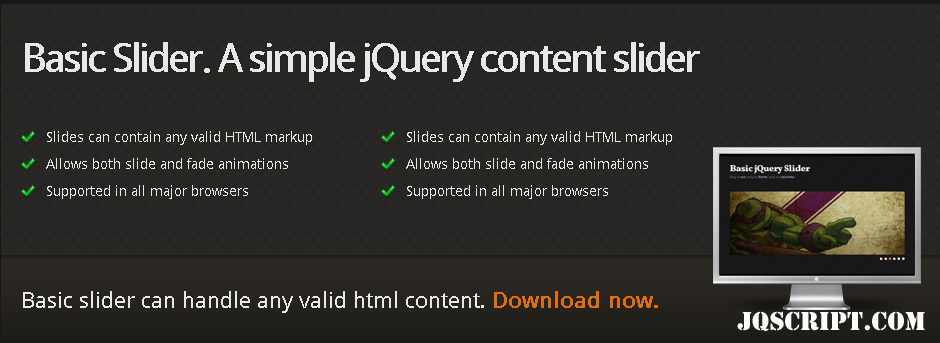 Basic Slider. A simple jQuery content slider
Slides can contain any valid HTML markup
Allows both slide and fade animations
Supported in all major browsers
Slides can contain any valid HTML markup
Allows both slide and fade animations
Supported in all major browsers
Basic jQuery Slider
Basic slider can handle any valid html content. Download now.
JQSCRIPT.COM